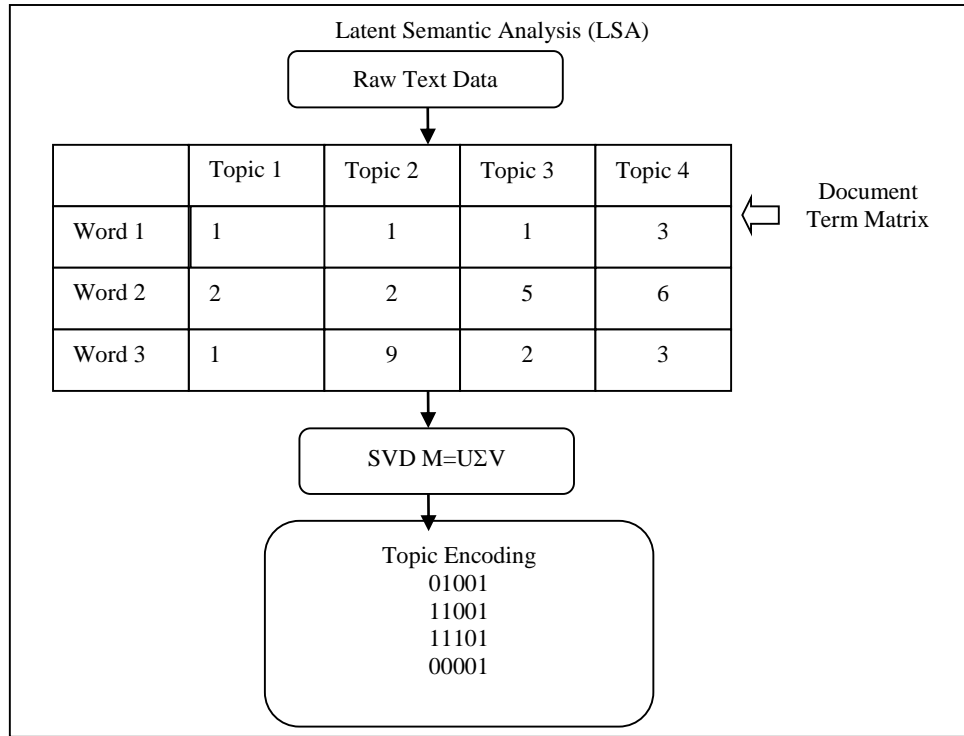 Latent Semantic Analysis (LSA)
Raw Text Data
Topic 1 Topic 2 Topic 3 Topic 4
Document
Term Matrix
Word 1 1 1 1 3
Word 2 2 2 5 6
Word 3 1 9 2 3
SVD M=UΣV
Topic Encoding
01001
11001
11101
00001